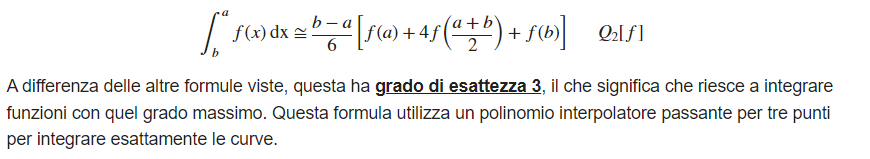 ∫_b^a f(x) dx ≅ b − a / 6 [ f(a) + 4f( a + b / 2 ) + f(b) ] Q₂[f]
A differenza delle altre formule viste, questa ha grado di esattezza 3, il che significa che riesce a integrare
funzioni con quel grado massimo. Questa formula utilizza un polinomio interpolatore passante per tre punti
per integrare esattamente le curve.